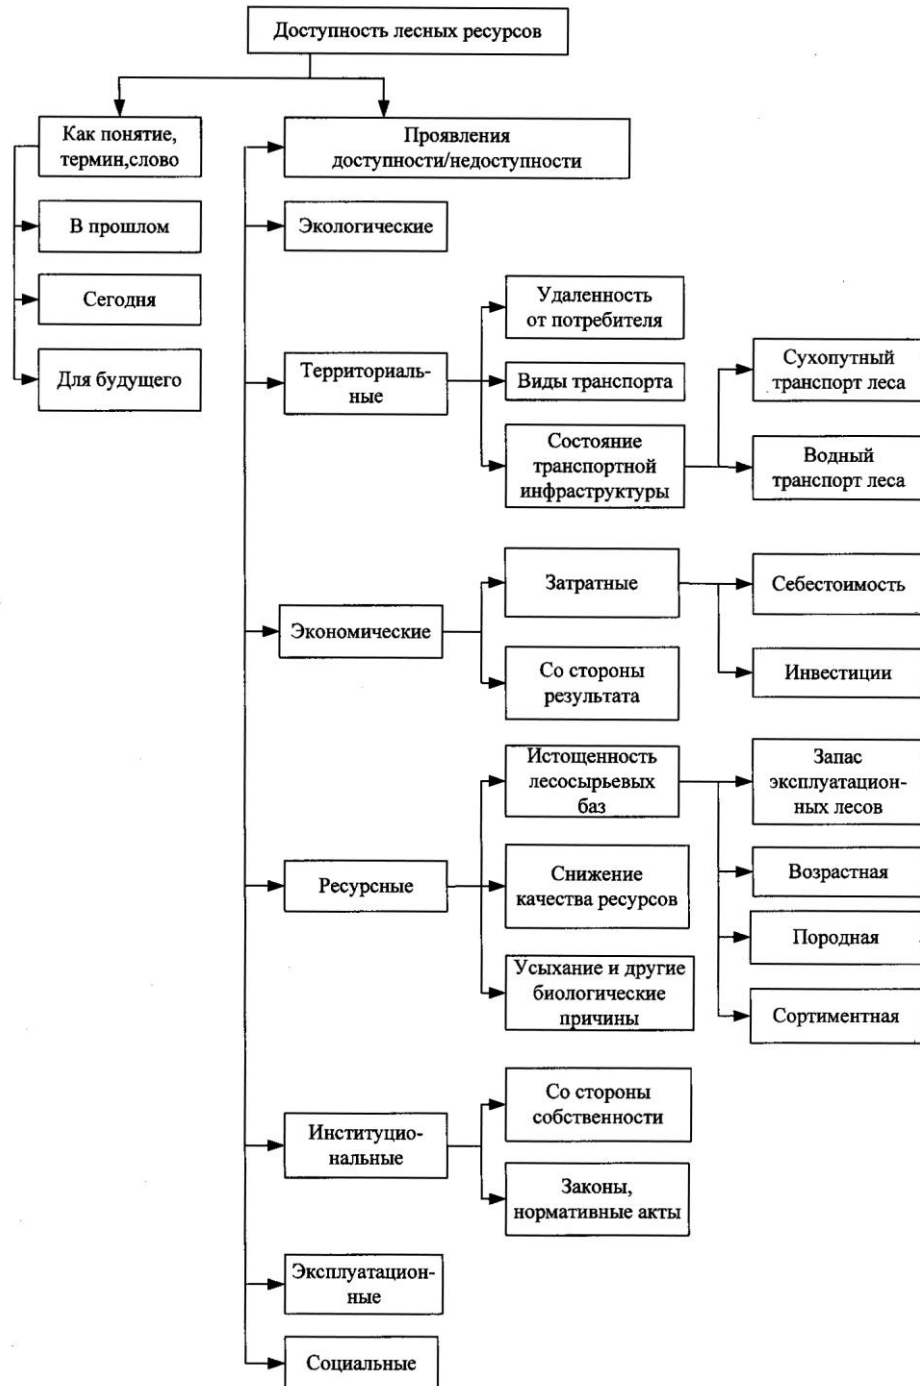 Доступность лесных ресурсов
Как понятие,
термин,слово
Проявления
доступности/недоступности
В прошлом
Сегодня
Для будущего
Экологические
Территориаль-
ные
Удаленность
от потребителя
Виды транспорта
Состояние
транспортной
инфраструктуры
Сухопутный
транспорт леса
Водный
транспорт леса
Экономические
Затратные
Себестоимость
Инвестиции
Со стороны
результата
Ресурсные
Истощенность
лесосырьевых
баз
Запас
эксплуатацион-
ных лесов
Возрастная
Породная
Сортиментная
Снижение
качества ресурсов
Усыхание и другие
биологические
причины
Институцио-
нальные
Со стороны
собственности
Законы,
нормативные акты
Эксплуатацион-
ные
Социальные